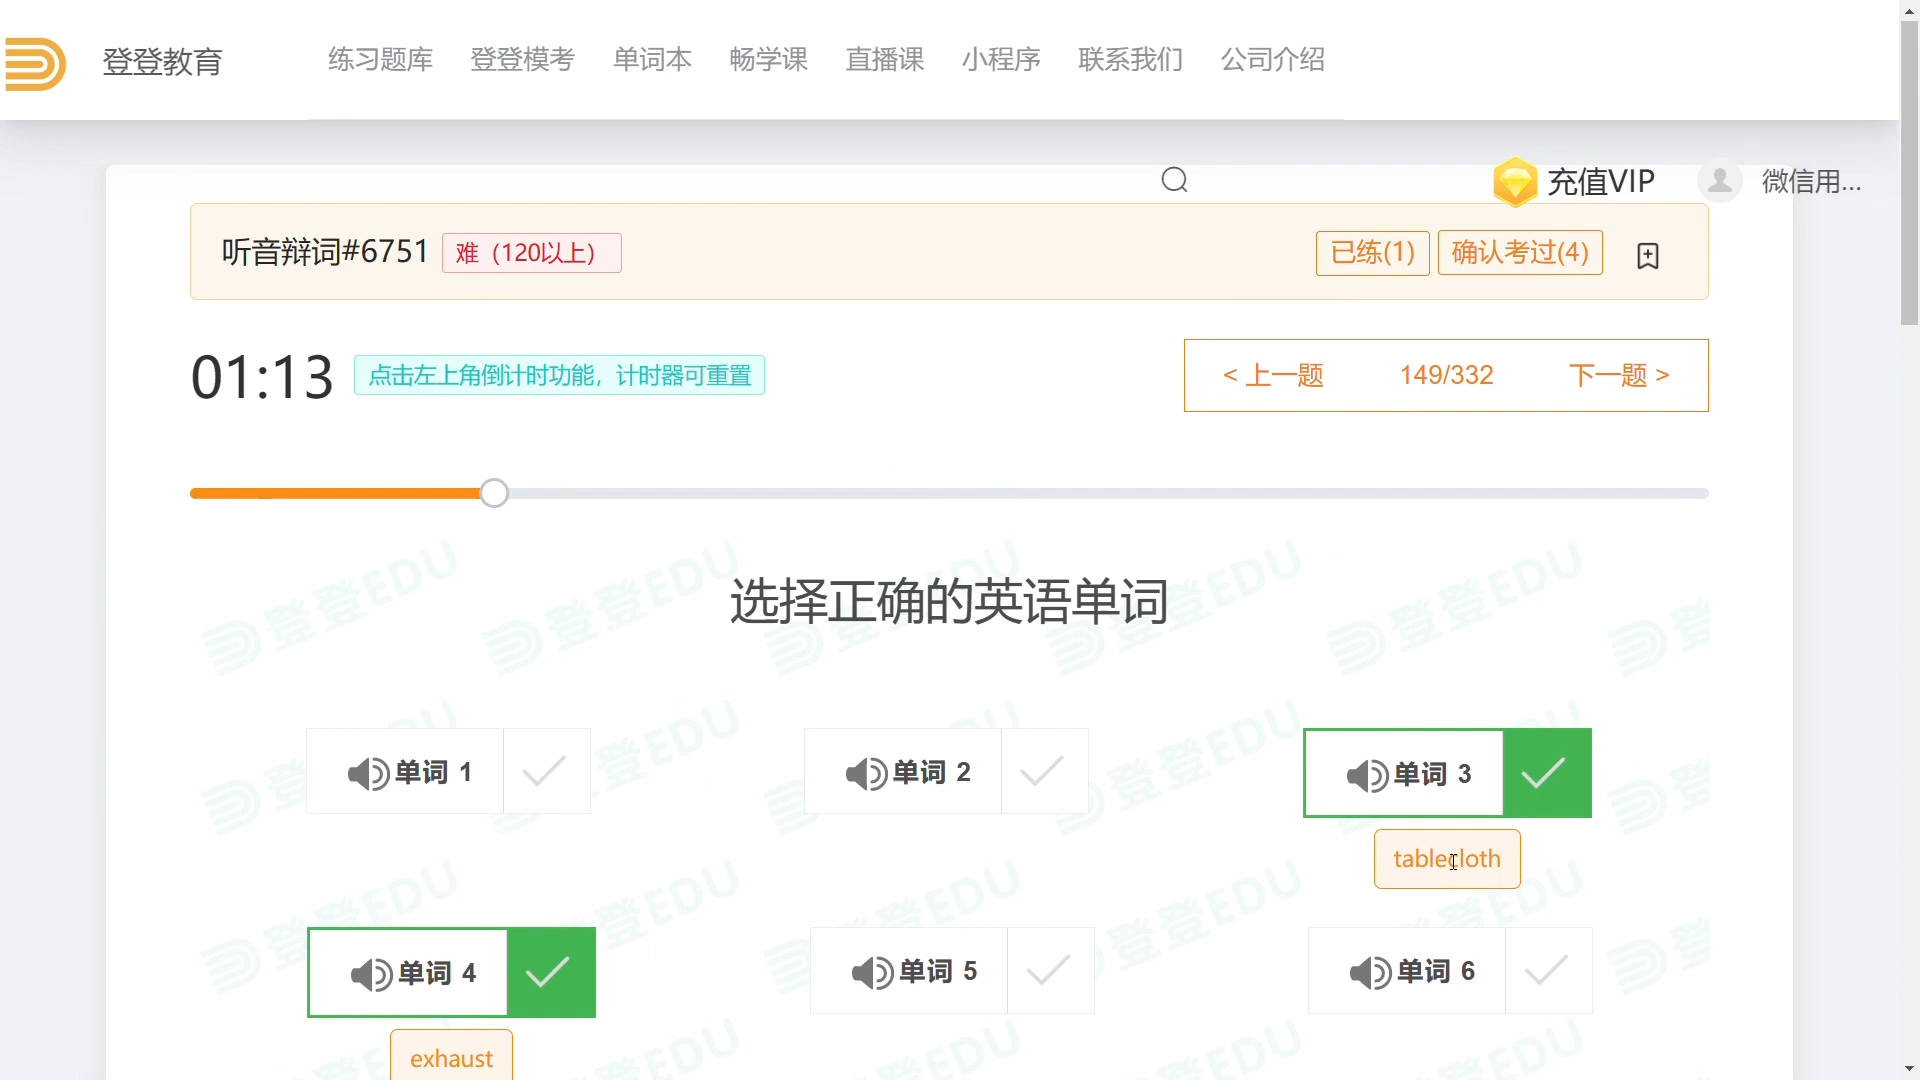 登登教育 练习题库 登登模考 单词本 畅学课 直播课 小程序 联系我们 公司介绍
充值VIP 微信用...
听音辩词#6751 难（120以上） 已练(1) 确认考过(4)
01:13 点击左上角倒计时功能，计时器可重置 < 上一题 149/332 下一题 >
选择正确的英语单词
单词 1 单词 2 单词 3
tablecloth
单词 4 单词 5 单词 6
exhaust
登登EDU